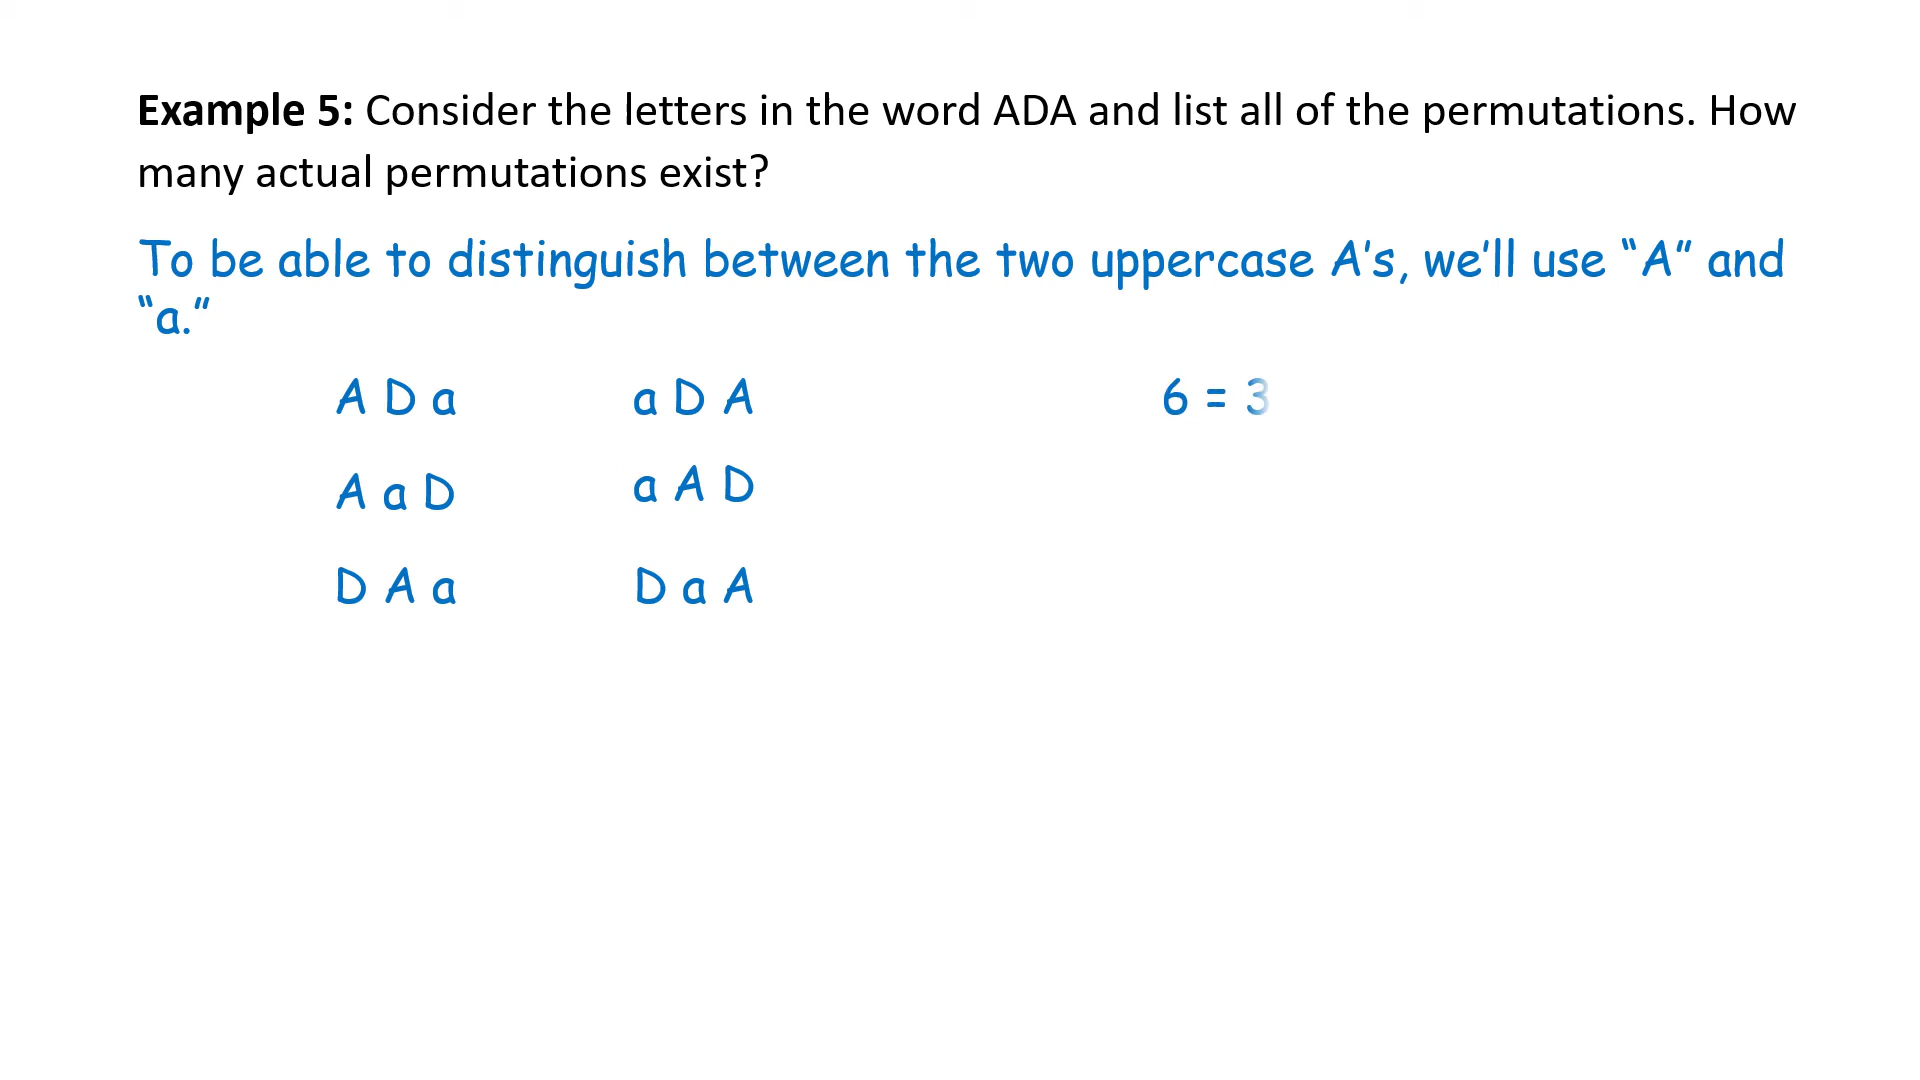 Example 5: Consider the letters in the word ADA and list all of the permutations. How
many actual permutations exist?
To be able to distinguish between the two uppercase A's, we'll use “A” and
“a.”
A D a a D A 6 = 3
A a D a A D
D A a D a A